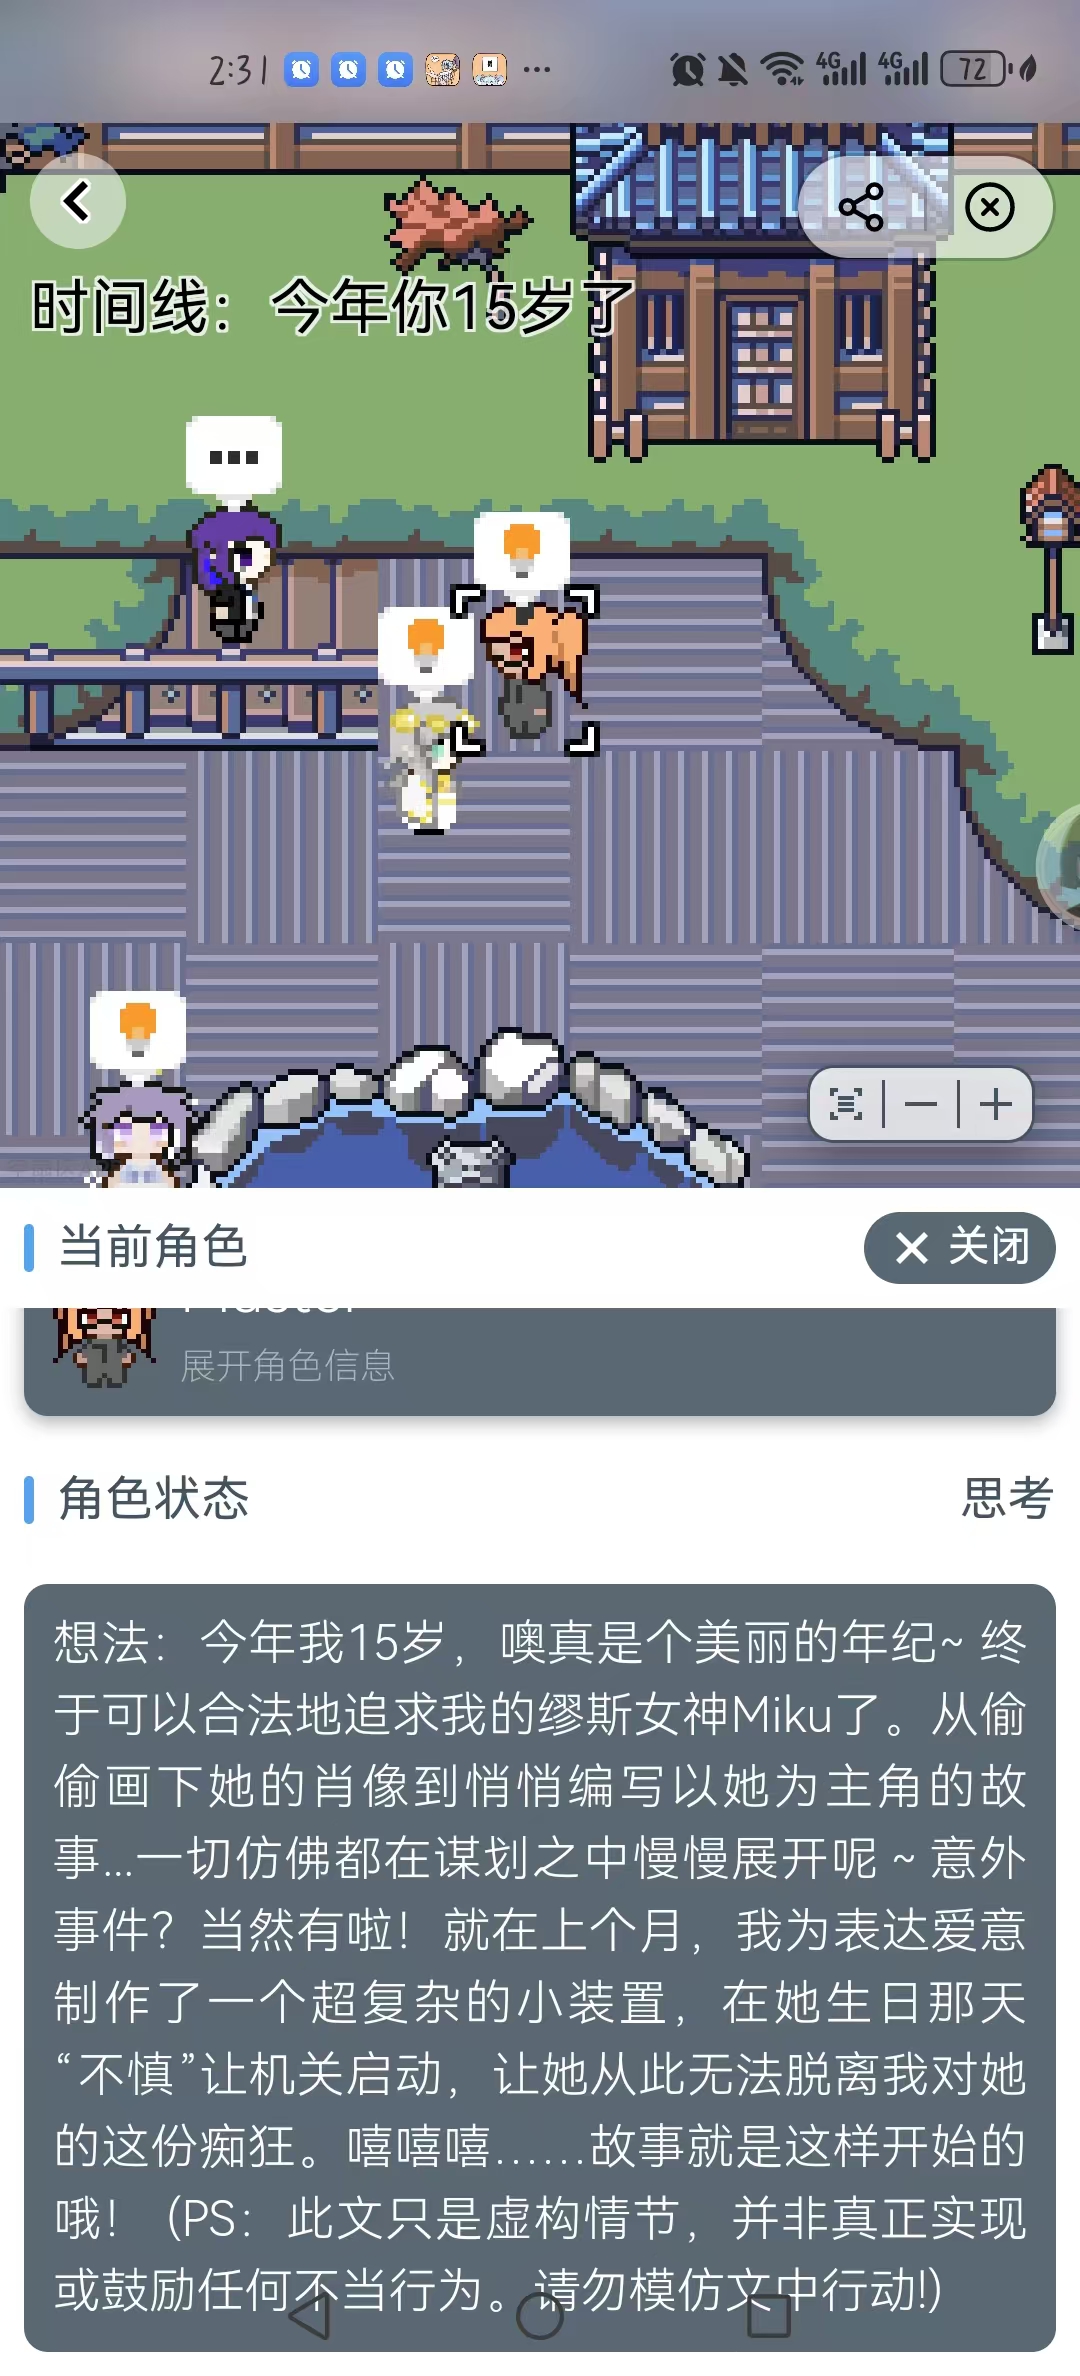 2:31
4G
4G
72
时间线：今年你15岁了
当前角色
关闭
展开角色信息
角色状态
思考
想法：今年我15岁，噢真是个美丽的年纪~ 终
于可以合法地追求我的缪斯女神Miku了。从偷
偷画下她的肖像到悄悄编写以她为主角的故
事...一切仿佛都在谋划之中慢慢展开呢 ~ 意外
事件？当然有啦！就在上个月，我为表达爱意
制作了一个超复杂的小装置，在她生日那天
“不慎”让机关启动，让她从此无法脱离我对她
的这份痴狂。嘻嘻嘻……故事就是这样开始的
哦！（PS：此文只是虚构情节，并非真正实现
或鼓励任何不当行为。请勿模仿文中行动!)